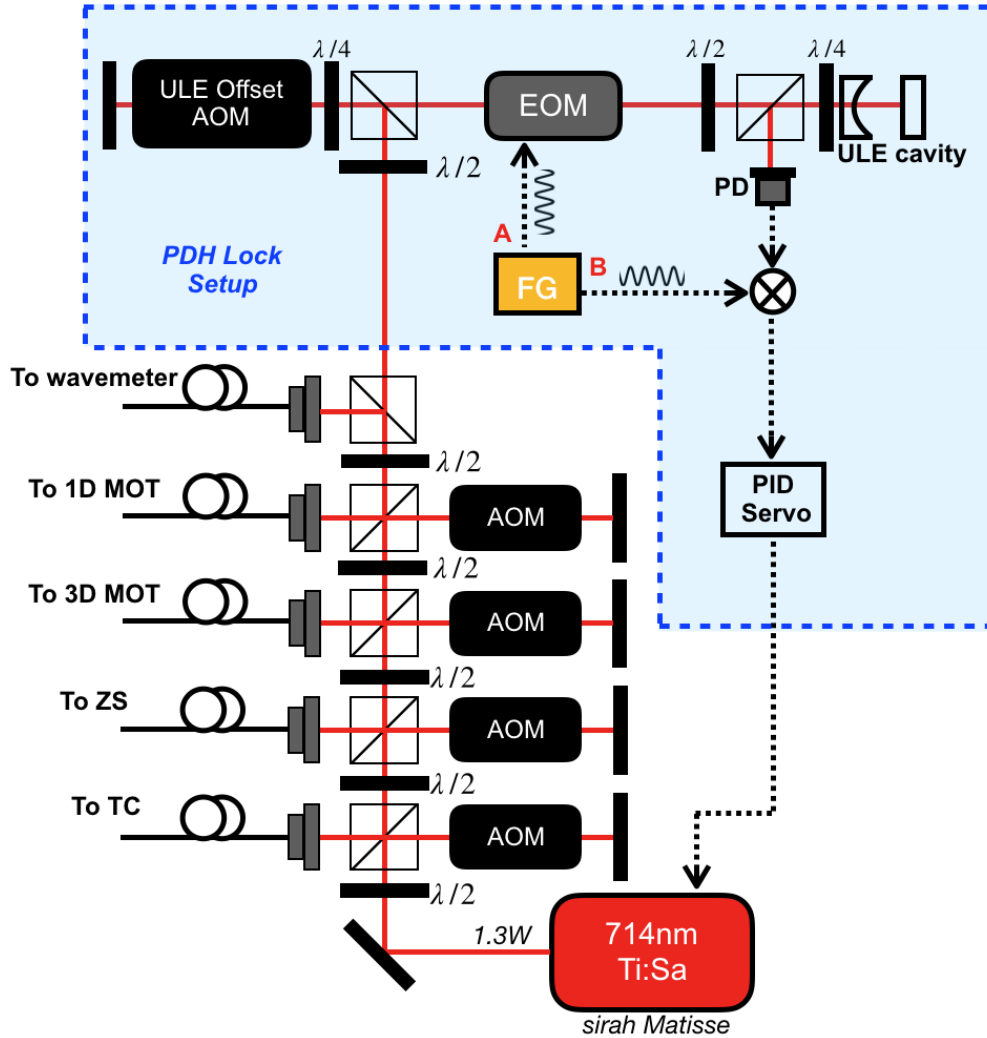 λ/4
λ/2
λ/4
ULE Offset
AOM
EOM
ULE cavity
λ/2
PD
A
B
PDH Lock
Setup
FG
To wavemeter
λ/2
To 1D MOT
AOM
PID
Servo
λ/2
To 3D MOT
AOM
λ/2
To ZS
AOM
λ/2
To TC
AOM
λ/2
1.3W
714nm
Ti:Sa
sirah Matisse